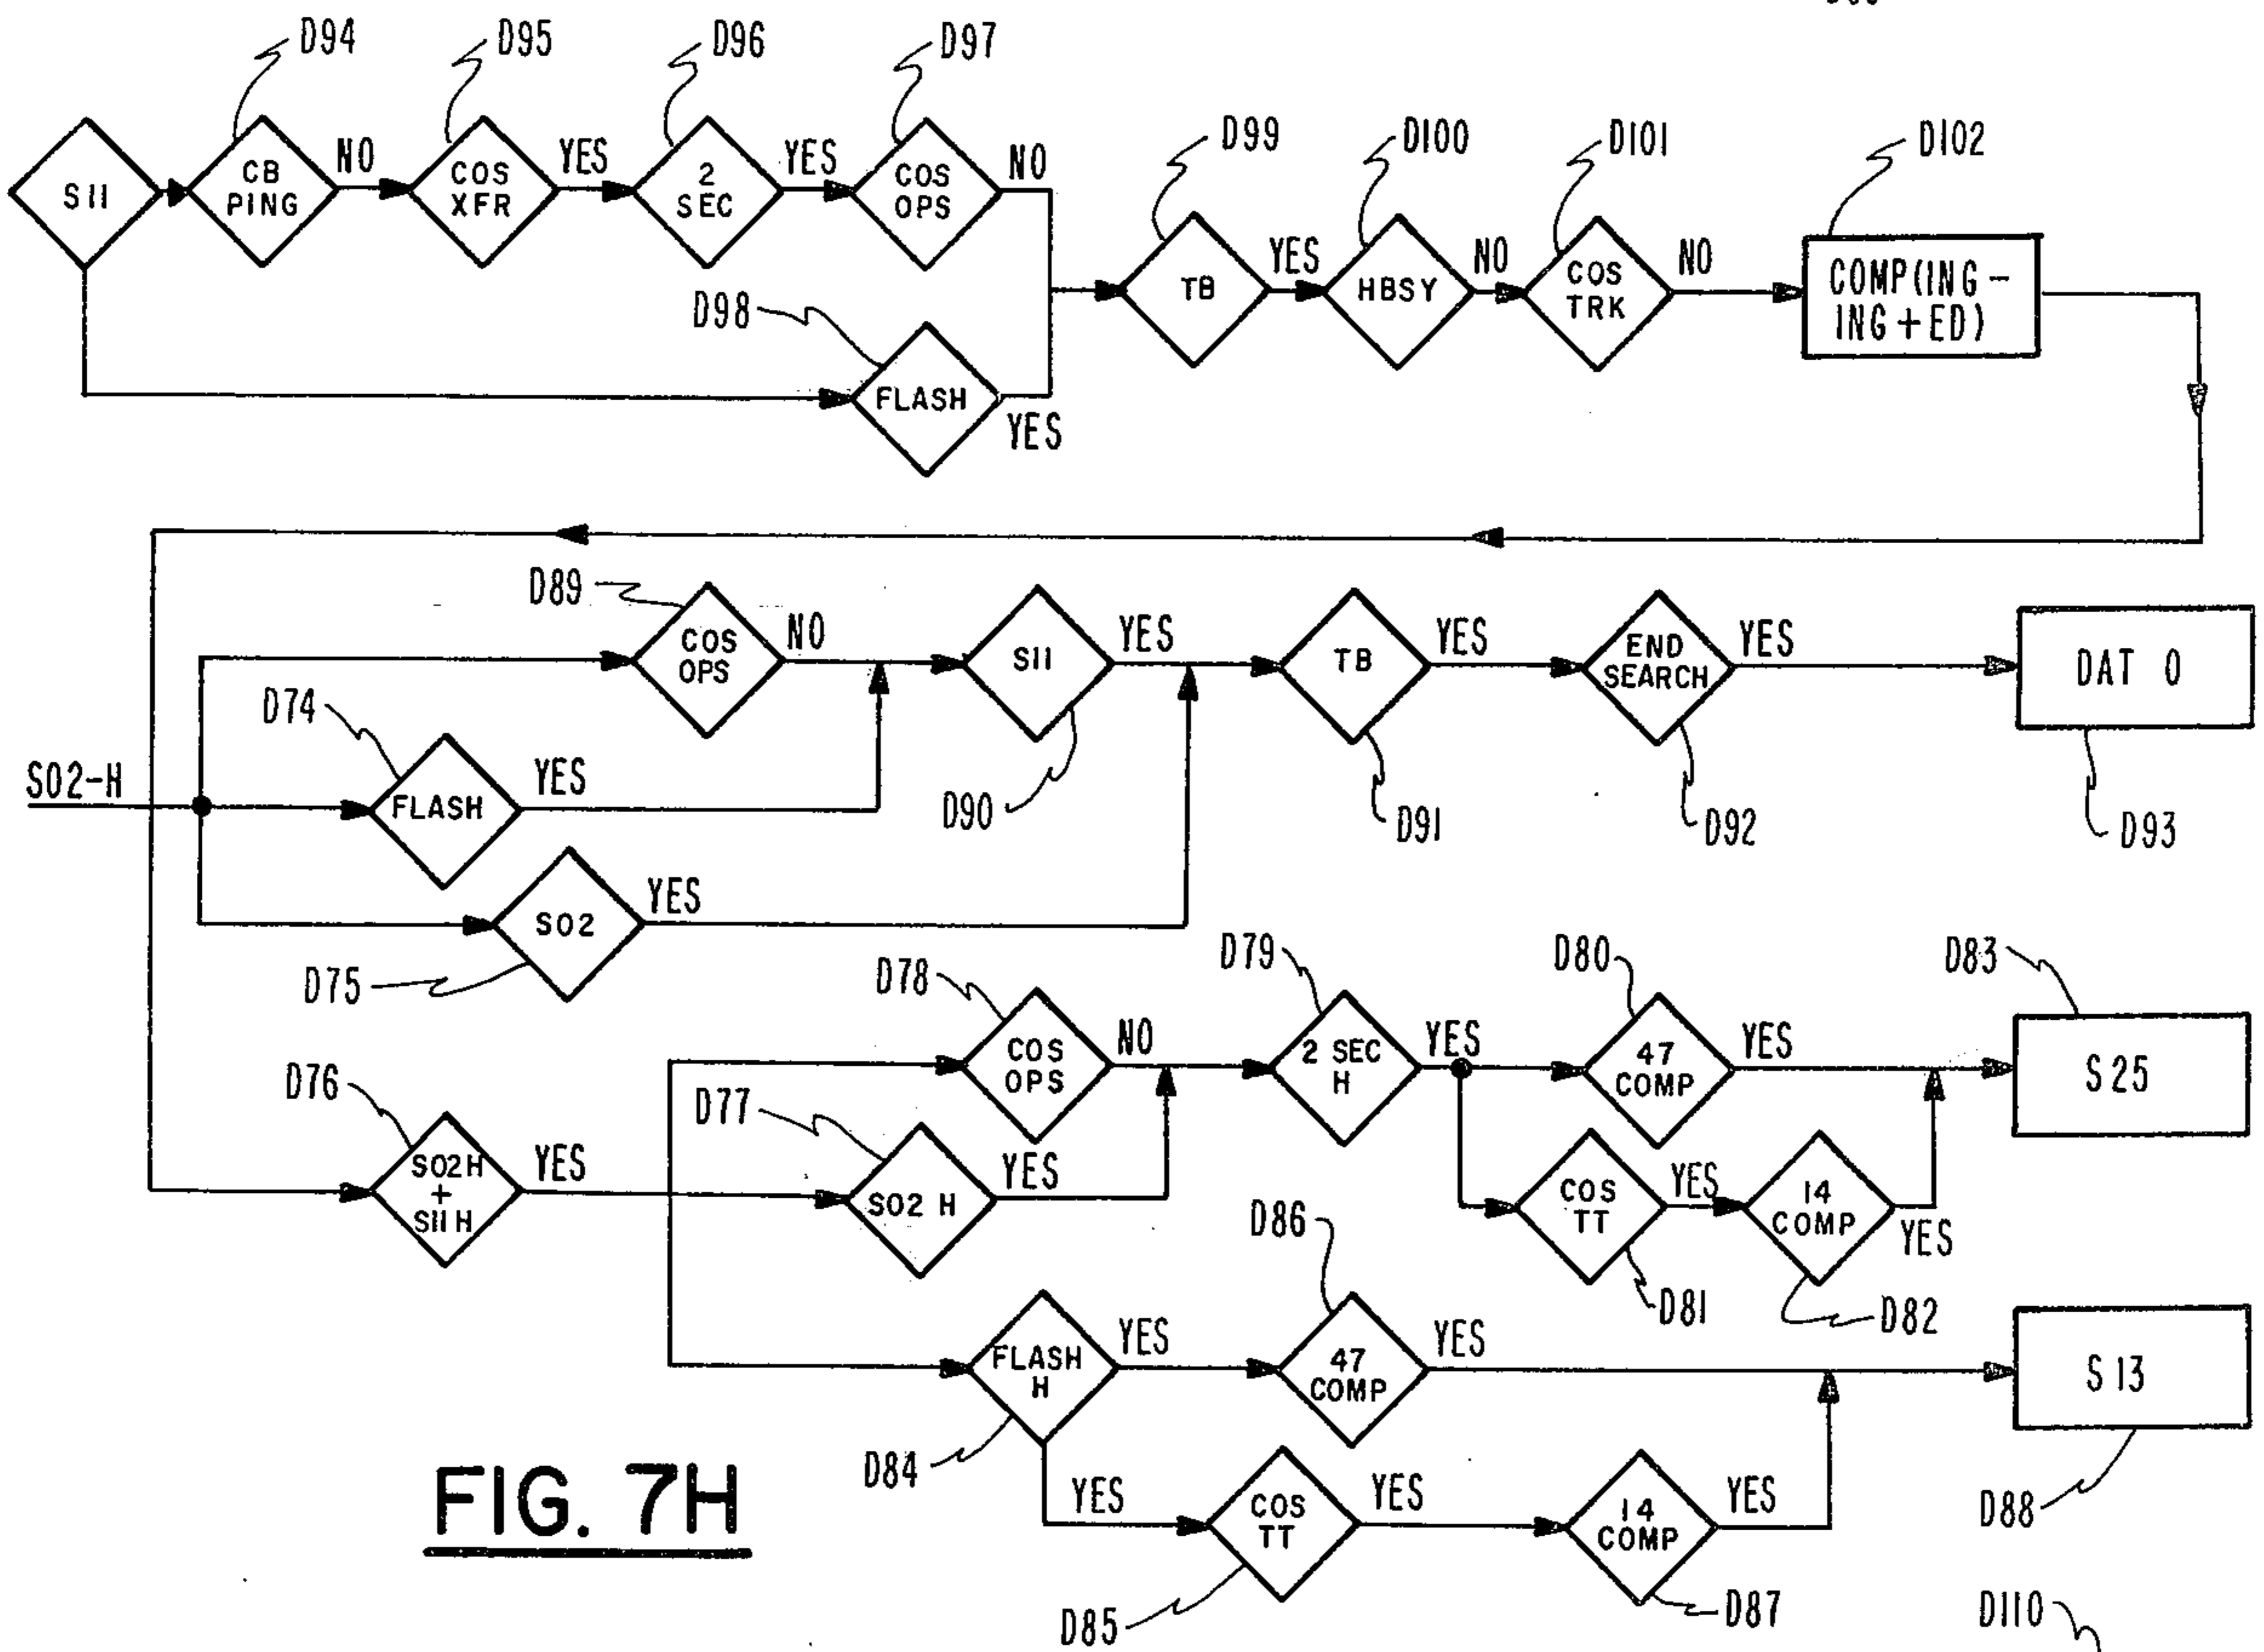 D94
D95
D96
D97
S11
CB
PING
NO
COS
XFR
YES
2
SEC
YES
COS
OPS
NO
D98
FLASH
YES
D99
D100
D101
D102
TB
YES
HBSY
NO
COS
TRK
NO
COMP(ING-
ING+ED)
D89
COS
OPS
NO
S11
YES
TB
YES
END
SEARCH
YES
DAT 0
D74
S02-H
FLASH
YES
D90
D91
D92
D93
S02
YES
D75
D78
D79
D80
D83
COS
OPS
NO
2 SEC
H
YES
47
COMP
YES
S25
D76
D77
S02H
+
S11H
YES
S02 H
YES
COS
TT
YES
14
COMP
YES
D86
D81
D82
FLASH
H
YES
47
COMP
YES
S13
D84
YES
COS
TT
YES
14
COMP
YES
D88
D85
D87
D110
FIG. 7H